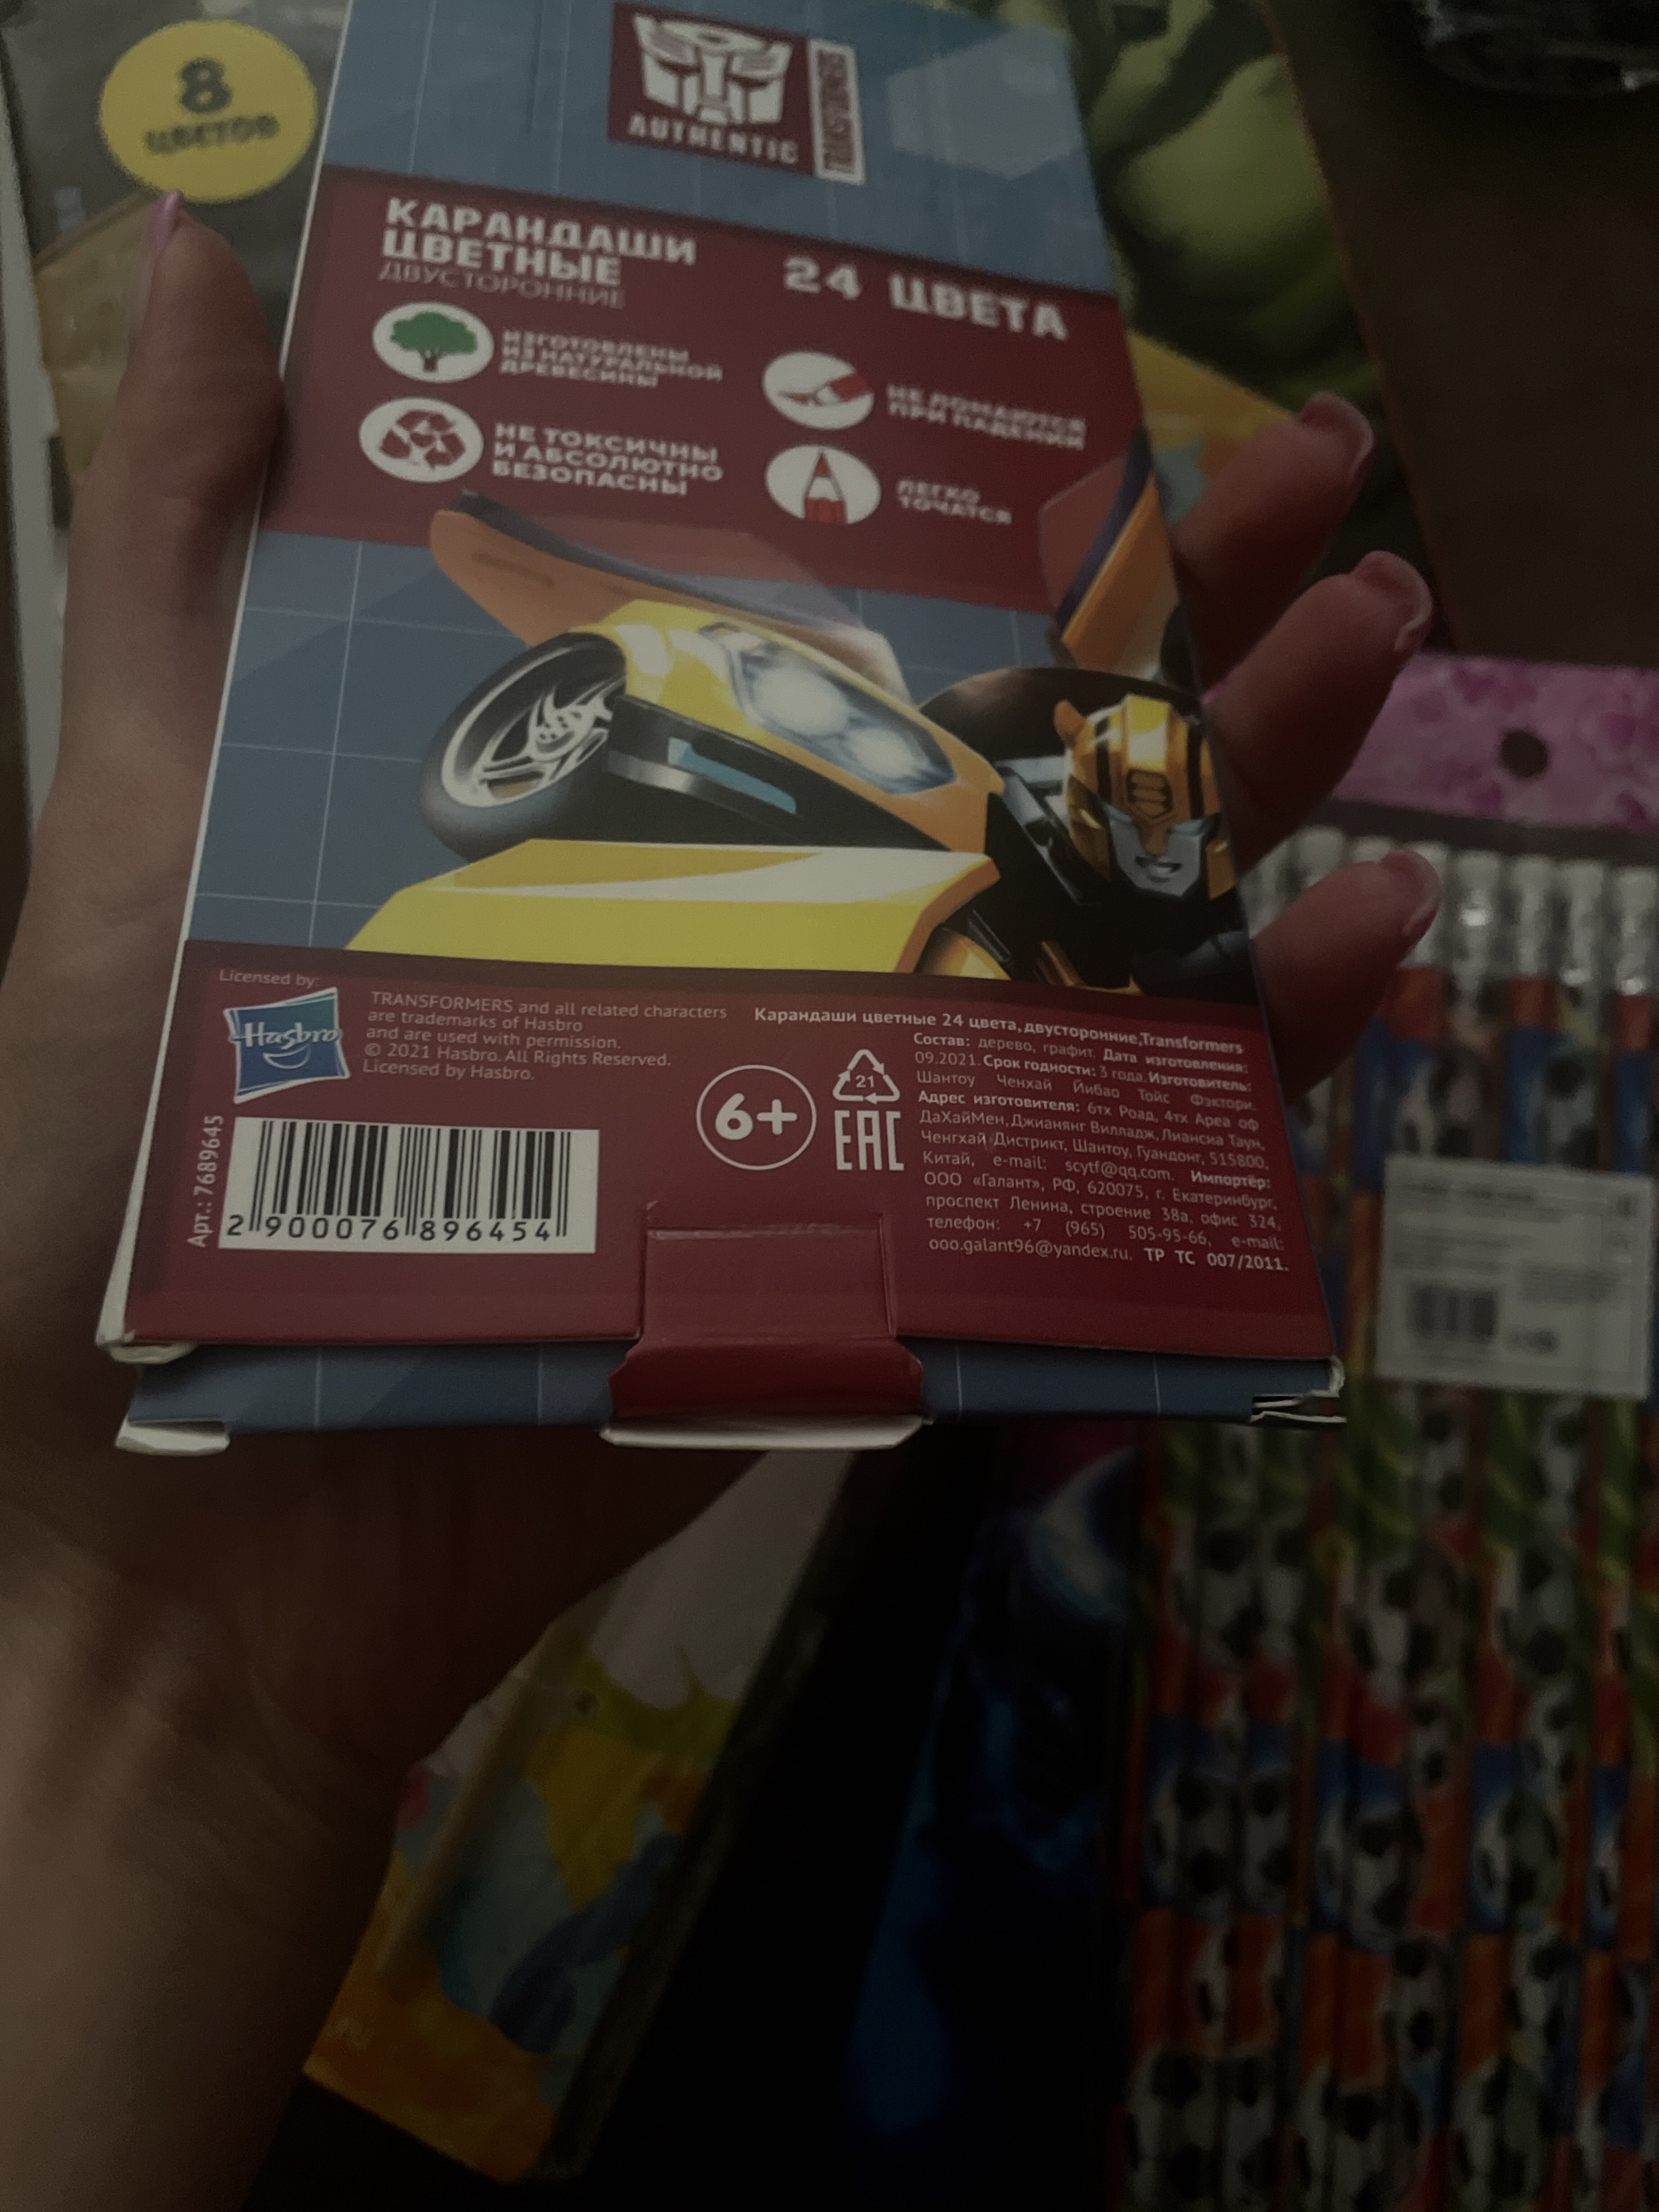 8
ЦВЕТОВ
AUTHENTIC
TRANSFORMERS
КАРАНДАШИ
ЦВЕТНЫЕ
ДВУСТОРОННИЕ
24 ЦВЕТА
ИЗГОТОВЛЕНЫ
ИЗ НАТУРАЛЬНОЙ
ДРЕВЕСИНЫ
НЕ ЛОМАЮТСЯ
ПРИ ПАДЕНИИ
НЕ ТОКСИЧНЫ
И АБСОЛЮТНО
БЕЗОПАСНЫ
ЛЕГКО
ТОЧАТСЯ
Licensed by:
Hasbro
TRANSFORMERS and all related characters
are trademarks of Hasbro
and are used with permission.
© 2021 Hasbro. All Rights Reserved.
Licensed by Hasbro.
Арт.: 7689645
2 900076 896454
6+
21
EAC
Карандаши цветные 24 цвета, двусторонние,Transformers
Состав: дерево, графит. Дата изготовления:
09.2021. Срок годности: 3 года. Изготовитель:
Шантоу Ченхай Йибао Тойс Фэктори.
Адрес изготовителя: 6тх Роад, 4тх Ареа оф
ДаХайМен, Джианянг Вилладж, Лиансиа Таун,
Ченгхай Дистрикт, Шантоу, Гуандонг, 515800,
Китай, e-mail: scytf@qq.com. Импортёр:
ООО «Галант», РФ, 620075, г. Екатеринбург,
проспект Ленина, строение 38а, офис 324,
телефон: +7 (965) 505-95-66, e-mail:
ooo.galant96@yandex.ru. ТР ТС 007/2011.